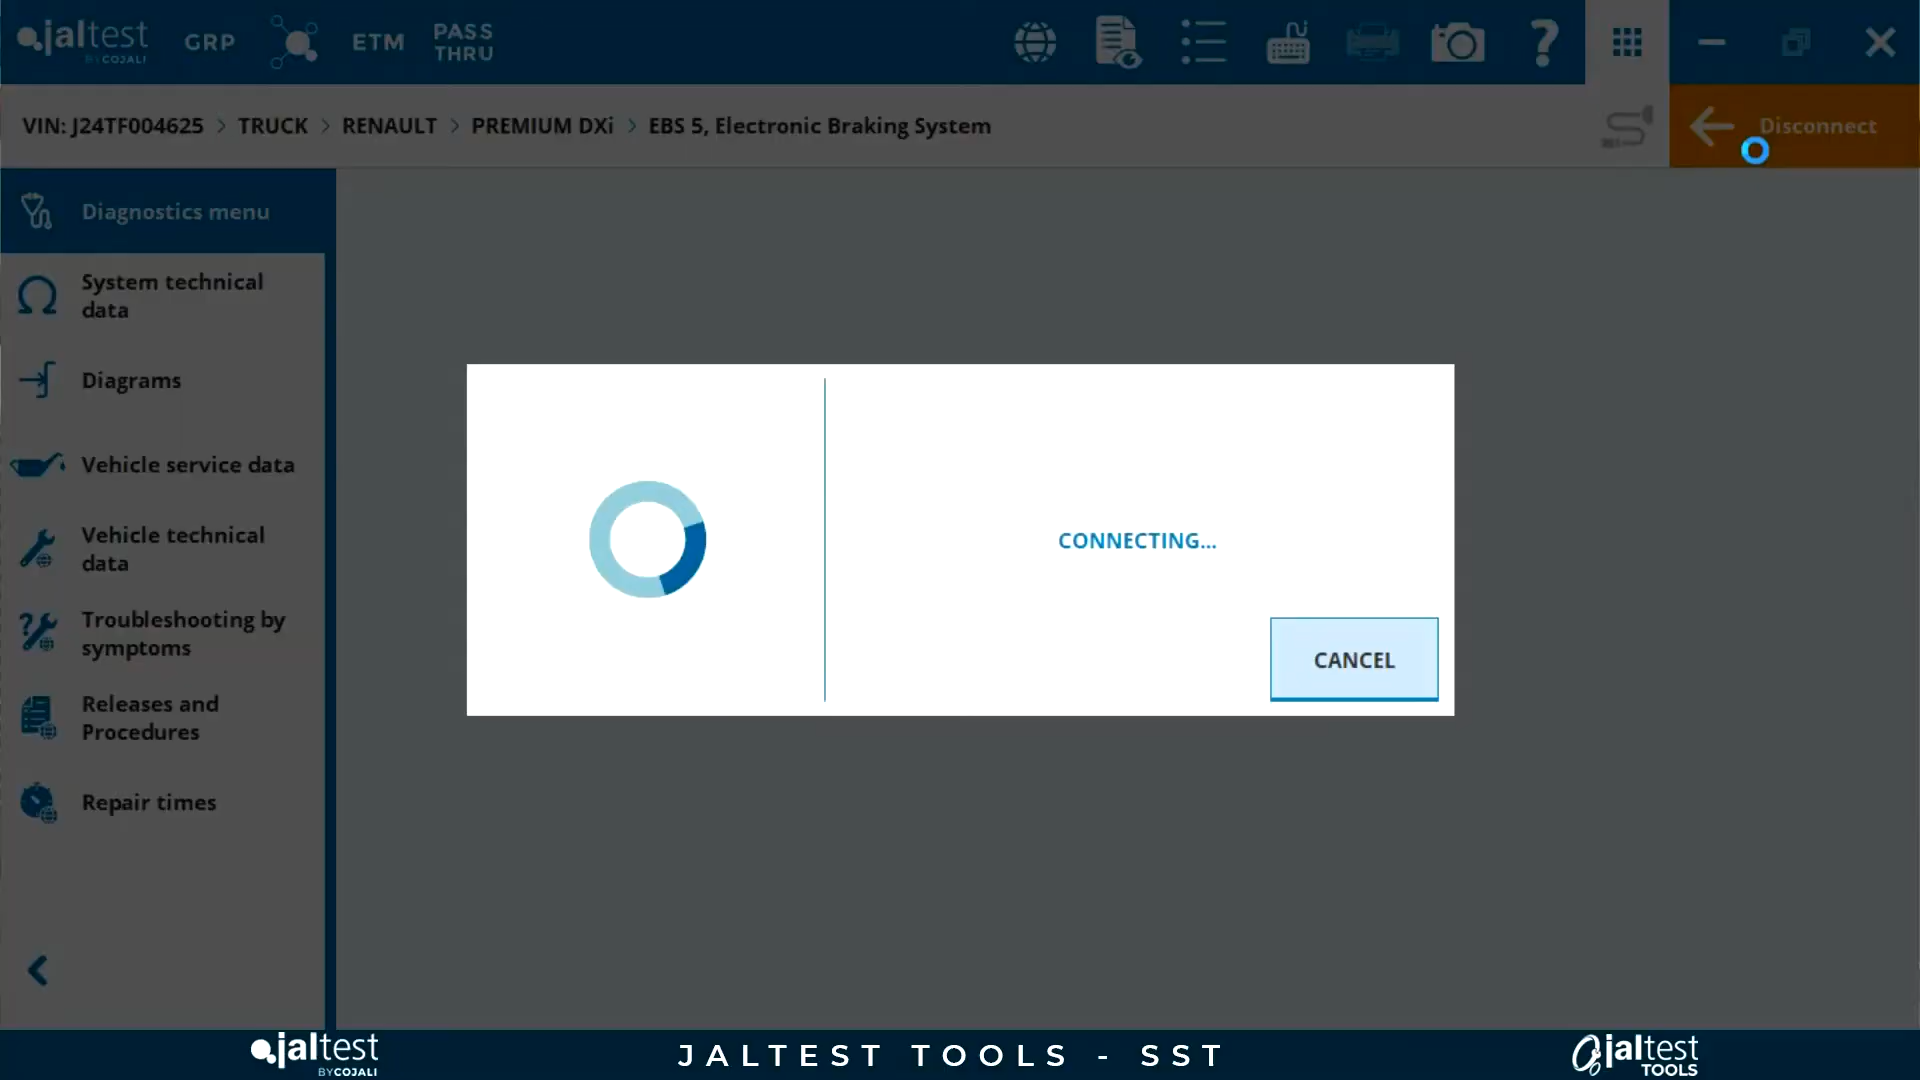 jaltest
BY COJALI
GRP
ETM
PASS
THRU
VIN: J24TF004625 > TRUCK > RENAULT > PREMIUM DXi > EBS 5, Electronic Braking System
Disconnect
Diagnostics menu
System technical
data
Diagrams
Vehicle service data
Vehicle technical
data
Troubleshooting by
symptoms
Releases and
Procedures
Repair times
CONNECTING...
CANCEL
jaltest
BY COJALI
JALTEST TOOLS - SST
jaltest
TOOLS